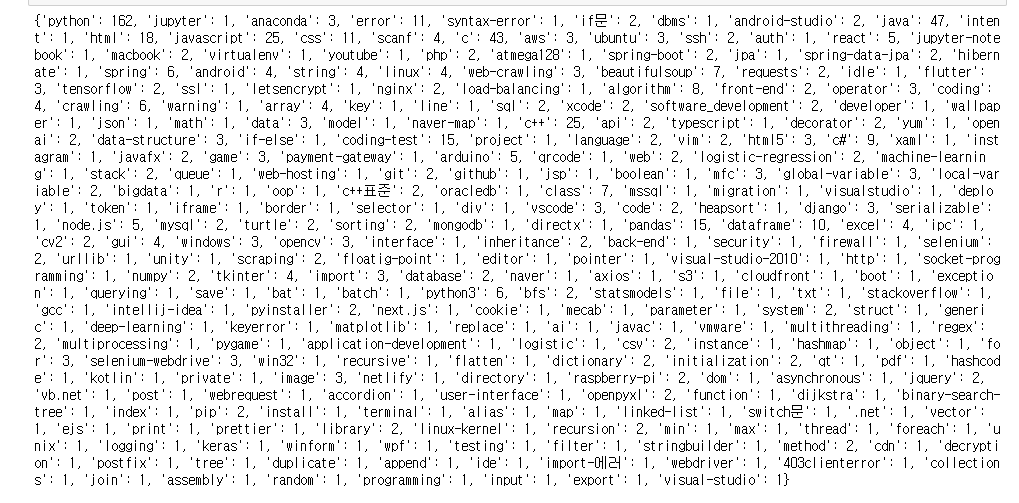 {'python': 162, 'jupyter': 1, 'anaconda': 3, 'error': 11, 'syntax-error': 1, 'if문': 2, 'dbms': 1, 'android-studio': 2, 'java': 47, 'inten
t': 1, 'html': 18, 'javascript': 25, 'css': 11, 'scanf': 4, 'c': 43, 'aws': 3, 'ubuntu': 3, 'ssh': 2, 'auth': 1, 'react': 5, 'jupyter-note
book': 1, 'macbook': 2, 'virtualenv': 1, 'youtube': 1, 'php': 2, 'atmega128': 1, 'spring-boot': 2, 'jpa': 1, 'spring-data-jpa': 2, 'hibern
ate': 1, 'spring': 6, 'android': 4, 'string': 4, 'linux': 4, 'web-crawling': 3, 'beautifulsoup': 7, 'requests': 2, 'idle': 1, 'flutter':
3, 'tensorflow': 2, 'ssl': 1, 'letsencrypt': 1, 'nginx': 2, 'load-balancing': 1, 'algorithm': 8, 'front-end': 2, 'operator': 3, 'coding':
4, 'crawling': 6, 'warning': 1, 'array': 4, 'key': 1, 'line': 1, 'sql': 2, 'xcode': 2, 'software_development': 2, 'developer': 1, 'wallpap
er': 1, 'json': 1, 'math': 1, 'data': 3, 'model': 1, 'naver-map': 1, 'c++': 25, 'api': 2, 'typescript': 1, 'decorator': 2, 'yum': 1, 'open
ai': 2, 'data-structure': 3, 'if-else': 1, 'coding-test': 15, 'project': 1, 'language': 2, 'vim': 2, 'html5': 3, 'c#': 9, 'xaml': 1, 'inst
agram': 1, 'javafx': 2, 'game': 3, 'payment-gateway': 1, 'arduino': 5, 'qrcode': 1, 'web': 2, 'logistic-regression': 2, 'machine-learnin
g': 1, 'stack': 2, 'queue': 1, 'web-hosting': 1, 'git': 2, 'github': 1, 'jsp': 1, 'boolean': 1, 'mfc': 3, 'global-variable': 3, 'local-var
iable': 2, 'bigdata': 1, 'r': 1, 'oop': 1, 'c++표준': 2, 'oracledb': 1, 'class': 7, 'mssql': 1, 'migration': 1, 'visualstudio': 1, 'deplo
y': 1, 'token': 1, 'iframe': 1, 'border': 1, 'selector': 1, 'div': 1, 'vscode': 3, 'code': 2, 'heapsort': 1, 'django': 3, 'serializable':
1, 'node.js': 5, 'mysql': 2, 'turtle': 2, 'sorting': 2, 'mongodb': 1, 'directx': 1, 'pandas': 15, 'dataframe': 10, 'excel': 4, 'ipc': 1,
'cv2': 2, 'gui': 4, 'windows': 3, 'opencv': 3, 'interface': 1, 'inheritance': 2, 'back-end': 1, 'security': 1, 'firewall': 1, 'selenium':
2, 'urllib': 1, 'unity': 1, 'scraping': 2, 'floatig-point': 1, 'editor': 1, 'pointer': 1, 'visual-studio-2010': 1, 'http': 1, 'socket-prog
ramming': 1, 'numpy': 2, 'tkinter': 4, 'import': 3, 'database': 2, 'naver': 1, 'axios': 1, 's3': 1, 'cloudfront': 1, 'boot': 1, 'exceptio
n': 1, 'querying': 1, 'save': 1, 'bat': 1, 'batch': 1, 'python3': 6, 'bfs': 2, 'statsmodels': 1, 'file': 1, 'txt': 1, 'stackoverflow': 1,
'gcc': 1, 'intellij-idea': 1, 'pyinstaller': 2, 'next.js': 1, 'cookie': 1, 'mecab': 1, 'parameter': 1, 'system': 2, 'struct': 1, 'generi
c': 1, 'deep-learning': 1, 'keyerror': 1, 'matplotlib': 1, 'replace': 1, 'ai': 1, 'javac': 1, 'vmware': 1, 'multithreading': 1, 'regex':
2, 'multiprocessing': 1, 'pygame': 1, 'application-development': 1, 'logistic': 1, 'csv': 2, 'instance': 1, 'hashmap': 1, 'object': 1, 'fo
r': 3, 'selenium-webdrive': 3, 'win32': 1, 'recursive': 1, 'flatten': 1, 'dictionary': 2, 'initialization': 2, 'qt': 1, 'pdf': 1, 'hashcod
e': 1, 'kotlin': 1, 'private': 1, 'image': 3, 'netlify': 1, 'directory': 1, 'raspberry-pi': 2, 'dom': 1, 'asynchronous': 1, 'jquery': 2,
'vb.net': 1, 'post': 1, 'webrequest': 1, 'accordion': 1, 'user-interface': 1, 'openpyxl': 2, 'function': 1, 'dijkstra': 1, 'binary-search-
tree': 1, 'index': 1, 'pip': 2, 'install': 1, 'terminal': 1, 'alias': 1, 'map': 1, 'linked-list': 1, 'switch문': 1, '.net': 1, 'vector':
1, 'ejs': 1, 'print': 1, 'prettier': 1, 'library': 2, 'linux-kernel': 1, 'recursion': 2, 'min': 1, 'max': 1, 'thread': 1, 'foreach': 1, 'u
nix': 1, 'logging': 1, 'keras': 1, 'winform': 1, 'wpf': 1, 'testing': 1, 'filter': 1, 'stringbuilder': 1, 'method': 2, 'cdn': 1, 'decrypti
on': 1, 'postfix': 1, 'tree': 1, 'duplicate': 1, 'append': 1, 'ide': 1, 'import-에러': 1, 'webdriver': 1, '403clienterror': 1, 'collection
s': 1, 'join': 1, 'assembly': 1, 'random': 1, 'programming': 1, 'input': 1, 'export': 1, 'visual-studio': 1}